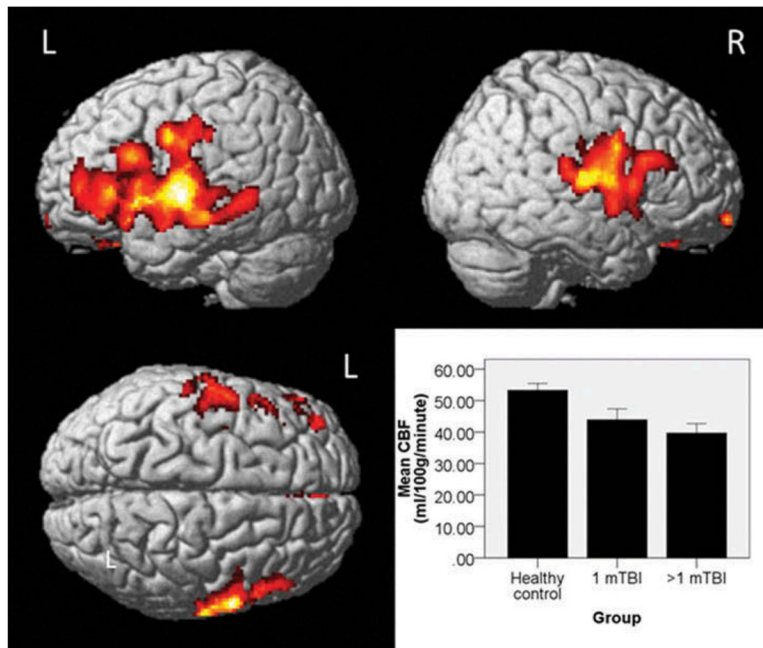 L
R
L
L
Mean CBF
(ml/100g/minute)
60.00
50.00
40.00
30.00
20.00
10.00
.00
Healthy
control
1 mTBI
>1 mTBI
Group